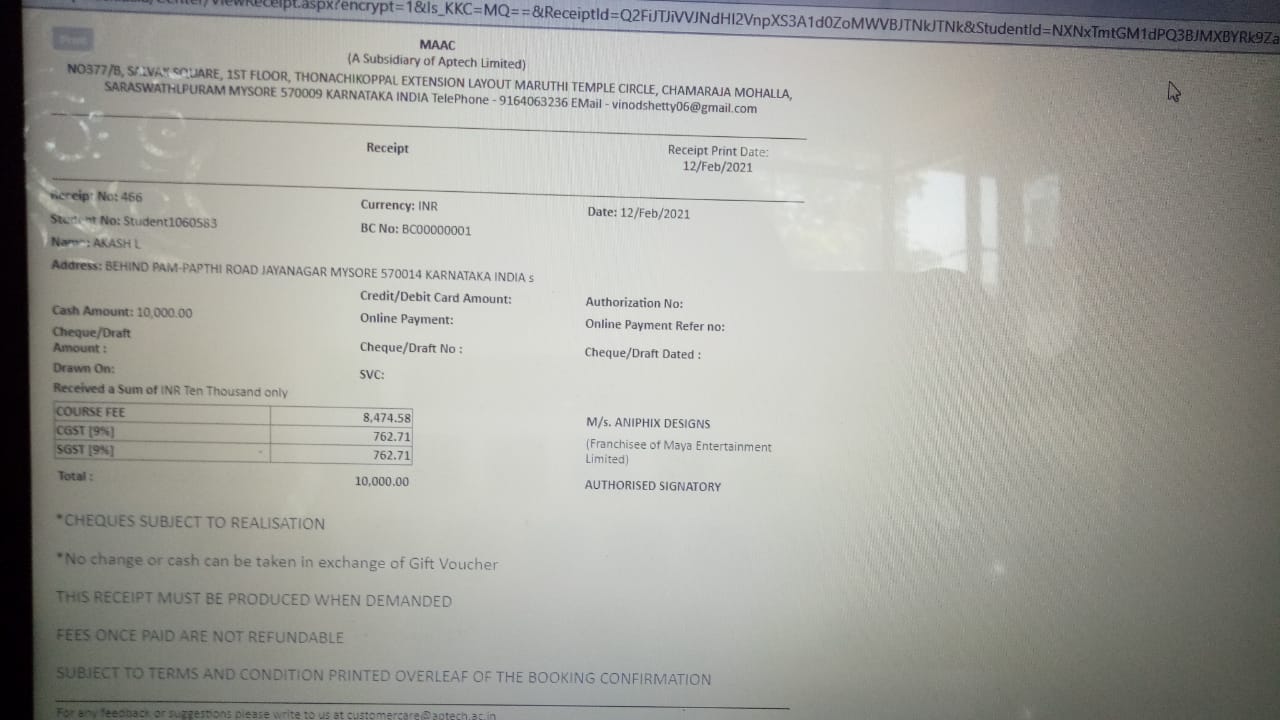 Center/ViewReceipt.aspx?encrypt=1&Is_KKC=MQ==&ReceiptId=Q2FiJTJiVVJNdHI2VnpXS3A1d0ZoMWVBJTNkJTNk&StudentId=NXNxTmtGM1dPQ3BJMXBYRk9Za
Print
MAAC
(A Subsidiary of Aptech Limited)
NO377/B, SALVAK SQUARE, 1ST FLOOR, THONACHIKOPPAL EXTENSION LAYOUT MARUTHI TEMPLE CIRCLE, CHAMARAJA MOHALLA,
SARASWATHLPURAM MYSORE 570009 KARNATAKA INDIA TelePhone - 9164063236 EMail - vinodshetty06@gmail.com
Receipt
Receipt Print Date:
12/Feb/2021
Receipt No: 466
Currency: INR
Date: 12/Feb/2021
Student No: Student1060583
BC No: BC00000001
Name: AKASH L
Address: BEHIND PAM-PAPTHI ROAD JAYANAGAR MYSORE 570014 KARNATAKA INDIA s
Cash Amount: 10,000.00
Credit/Debit Card Amount:
Authorization No:
Online Payment:
Online Payment Refer no:
Cheque/Draft
Amount :
Cheque/Draft No :
Cheque/Draft Dated :
Drawn On:
SVC:
Received a Sum of INR Ten Thousand only
COURSE FEE 8,474.58
CGST [9%] 762.71
SGST [9%] 762.71
Total : 10,000.00
M/s. ANIPHIX DESIGNS
(Franchisee of Maya Entertainment
Limited)
AUTHORISED SIGNATORY
*CHEQUES SUBJECT TO REALISATION
*No change or cash can be taken in exchange of Gift Voucher
THIS RECEIPT MUST BE PRODUCED WHEN DEMANDED
FEES ONCE PAID ARE NOT REFUNDABLE
SUBJECT TO TERMS AND CONDITION PRINTED OVERLEAF OF THE BOOKING CONFIRMATION
For any feedback or suggestions please write to us at customercare@aptech.ac.in